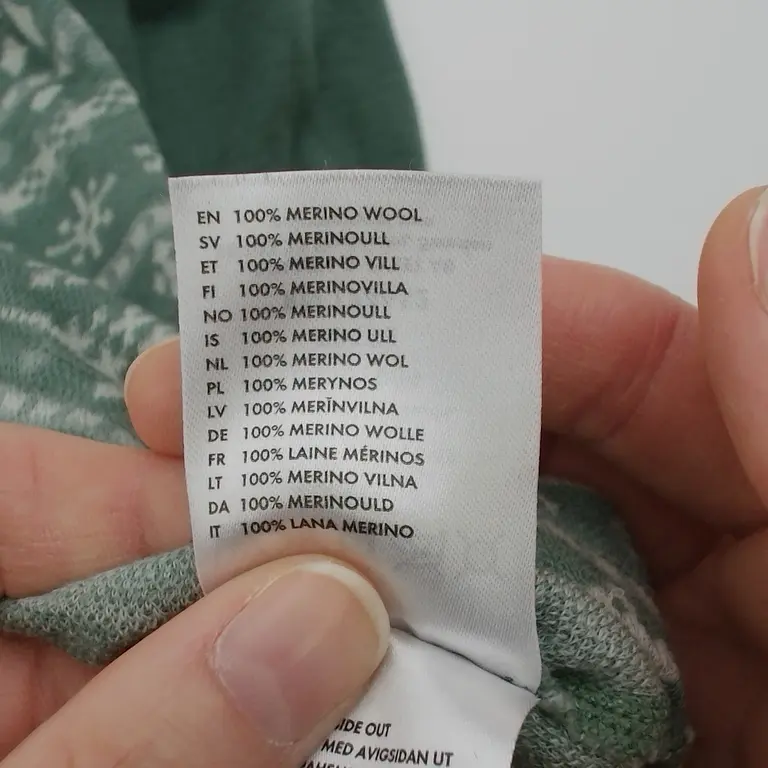 EN 100% MERINO WOOL
SV 100% MERINOULL
ET 100% MERINO VILL
FI 100% MERINOVILLA
NO 100% MERINOULL
IS 100% MERINO ULL
NL 100% MERINO WOL
PL 100% MERYNOS
LV 100% MERĪNVILNA
DE 100% MERINO WOLLE
FR 100% LAINE MÉRINOS
LT 100% MERINO VILNA
DA 100% MERINOULD
IT 100% LANA MERINO
OUT
MED AVIGSIDAN UT